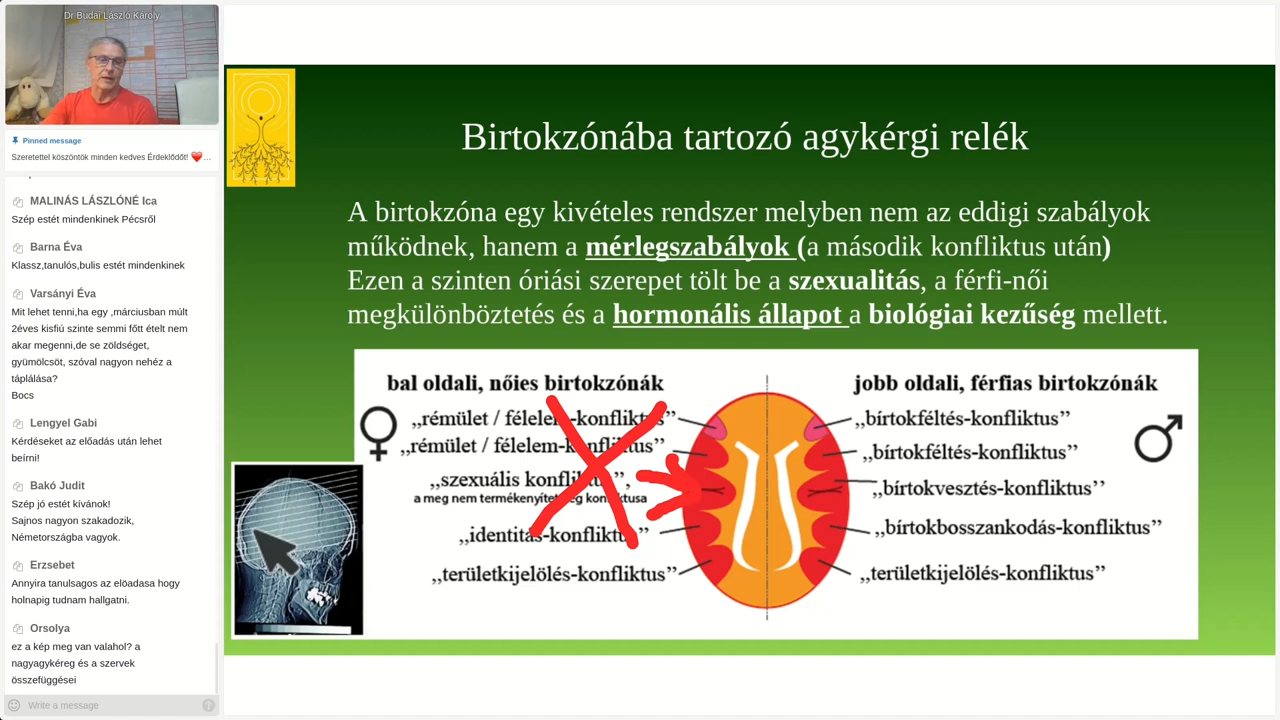 Dr Budai László Károly
Pinned message
Szeretettel köszöntök minden kedves Érdeklődőt! ❤️…
MALINÁS LÁSZLÓNÉ Ica
Szép estét mindenkinek Pécsről
Barna Éva
Klassz,tanulós,bulis estét mindenkinek
Varsányi Éva
Mit lehet tenni,ha egy ,márciusban múlt
2éves kisfiú szinte semmi főtt ételt nem
akar megenni,de se zöldséget,
gyümölcsöt, szóval nagyon nehéz a
táplálása?
Bocs
Lengyel Gabi
Kérdéseket az előadás után lehet
beírni!
Bakó Judit
Szép jó estét kívánok!
Sajnos nagyon szakadozik,
Németországba vagyok.
Erzsebet
Annyira tanulsagos az elöadasa hogy
holnapig tudnam hallgatni.
Orsolya
ez a kép meg van valahol? a
nagyagykéreg és a szervek
összefüggései
Write a message
Birtokzónába tartozó agykérgi relék
A birtokzóna egy kivételes rendszer melyben nem az eddigi szabályok
működnek, hanem a mérlegszabályok (a második konfliktus után)
Ezen a szinten óriási szerepet tölt be a szexualitás, a férfi-női
megkülönböztetés és a hormonális állapot a biológiai kezűség mellett.
bal oldali, nőies birtokzónák
,,rémület / félelem-konfliktus’’
,,rémület / félelem-konfliktus’’
,,szexuális konfliktus’’,
a meg nem termékenyítettség konfliktusa
,,identitás-konfliktus’’
,,területkijelölés-konfliktus’’
jobb oldali, férfias birtokzónák
,,bírtokféltés-konfliktus’’
,,bírtokféltés-konfliktus’’
,,bírtokvesztés-konfliktus’’
,,bírtokbosszankodás-konfliktus’’
,,területkijelölés-konfliktus’’